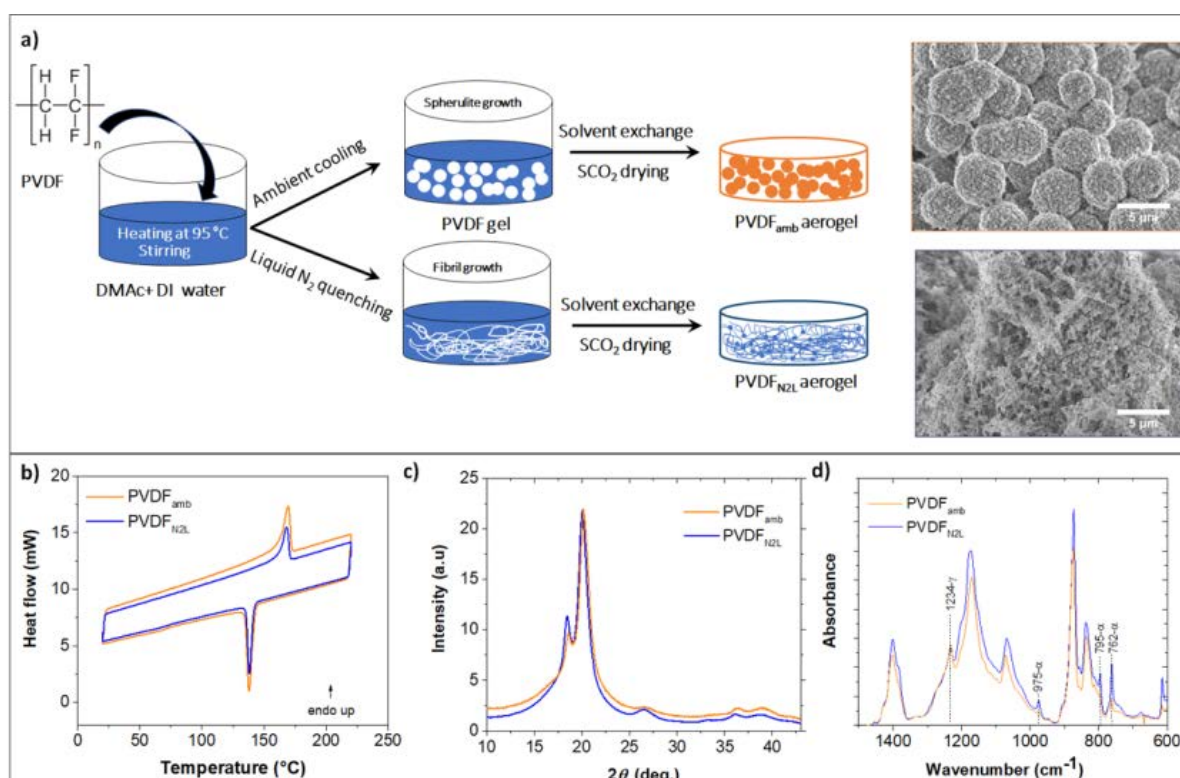 a)
H F
C C
H F
n
PVDF
Heating at 95 °C
Stirring
DMAc+ DI water
Ambient cooling
Liquid N2 quenching
Spherulite growth
PVDF gel
Fibril growth
Solvent exchange
SCO2 drying
Solvent exchange
SCO2 drying
PVDFamb aerogel
PVDFN2L aerogel
5 µm
5 µm
b)
PVDFamb
PVDFN2L
endo up
Heat flow (mW)
20
15
10
5
0
0 50 100 150 200 250
Temperature (°C)
c)
PVDFamb
PVDFN2L
Intensity (a.u)
25
20
15
10
5
0
10 20 30 40
2θ (deg.)
d)
PVDFamb
PVDFN2L
1234-γ
975-α
795-α
762-α
Absorbance
1400 1200 1000 800 600
Wavenumber (cm-1)